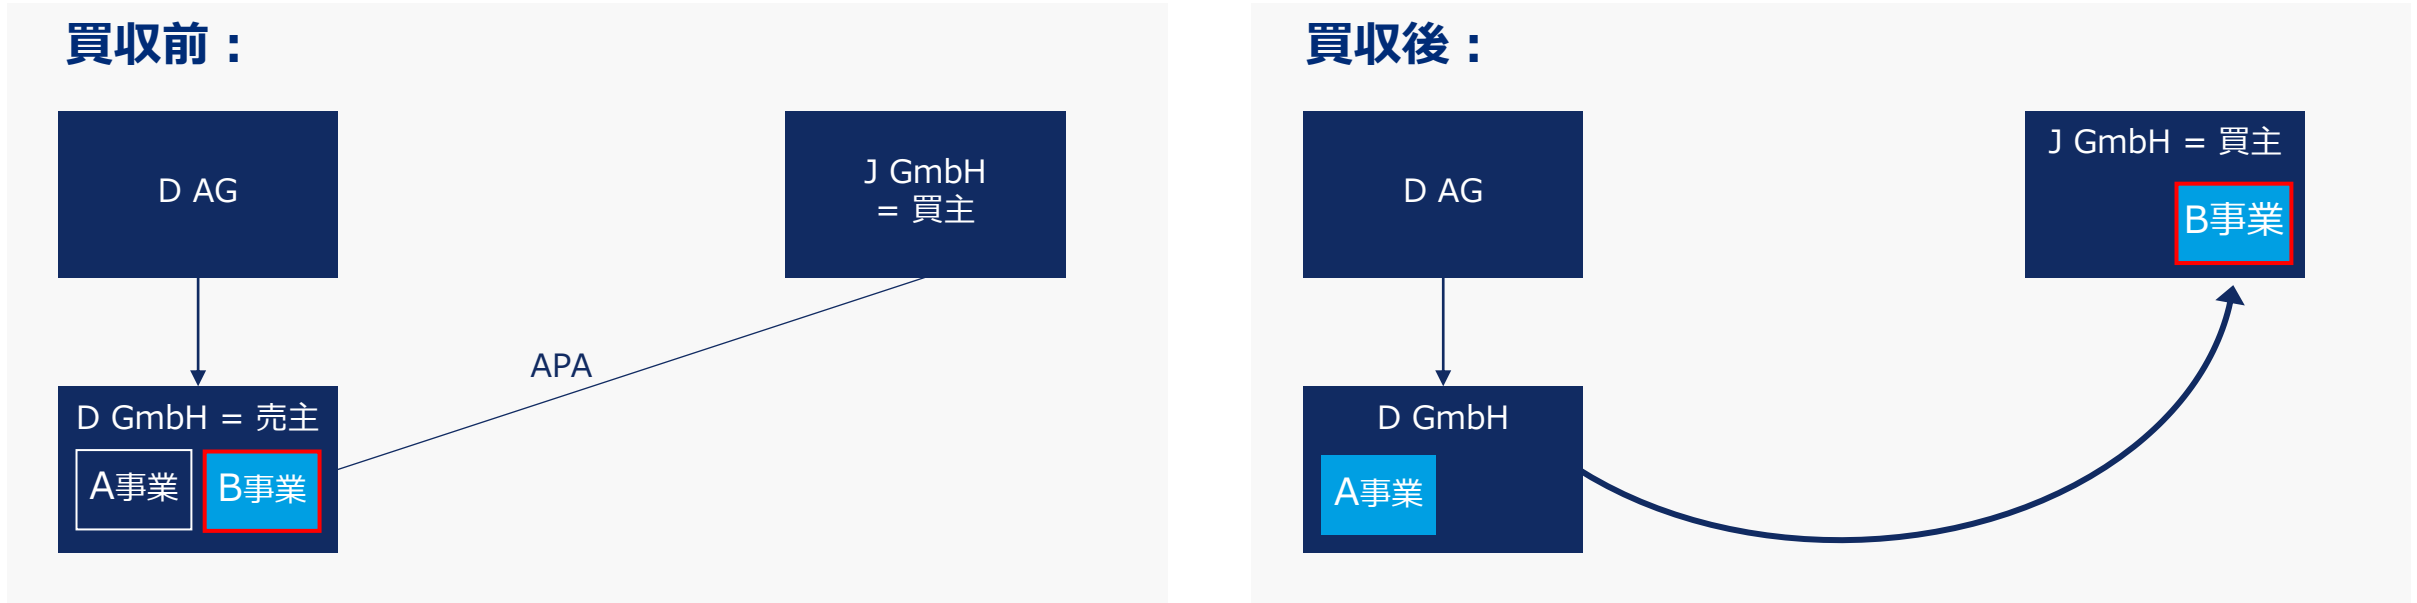 買収前：
D AG
J GmbH
= 買主
APA
D GmbH = 売主
A事業
B事業
買収後：
D AG
J GmbH = 買主
B事業
D GmbH
A事業